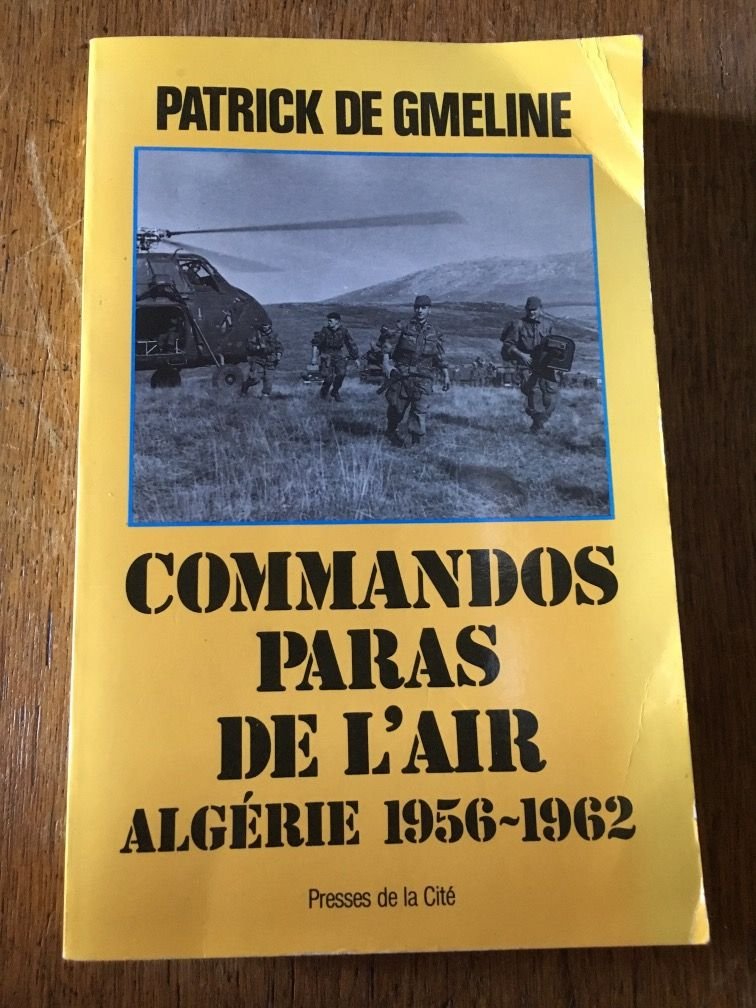 PATRICK DE GMELINE
COMMANDOS
PARAS
DE L'AIR
ALGÉRIE 1956~1962
Presses de la Cité